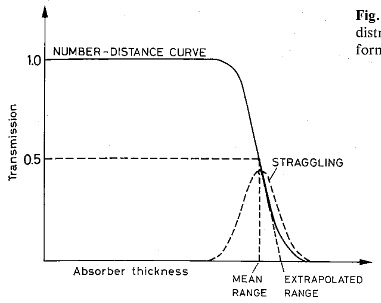 Fig.
distr
form
NUMBER-DISTANCE CURVE
1.0
0.5
STRAGGLING
Transmission
Absorber thickness
MEAN
RANGE
EXTRAPOLATED
RANGE